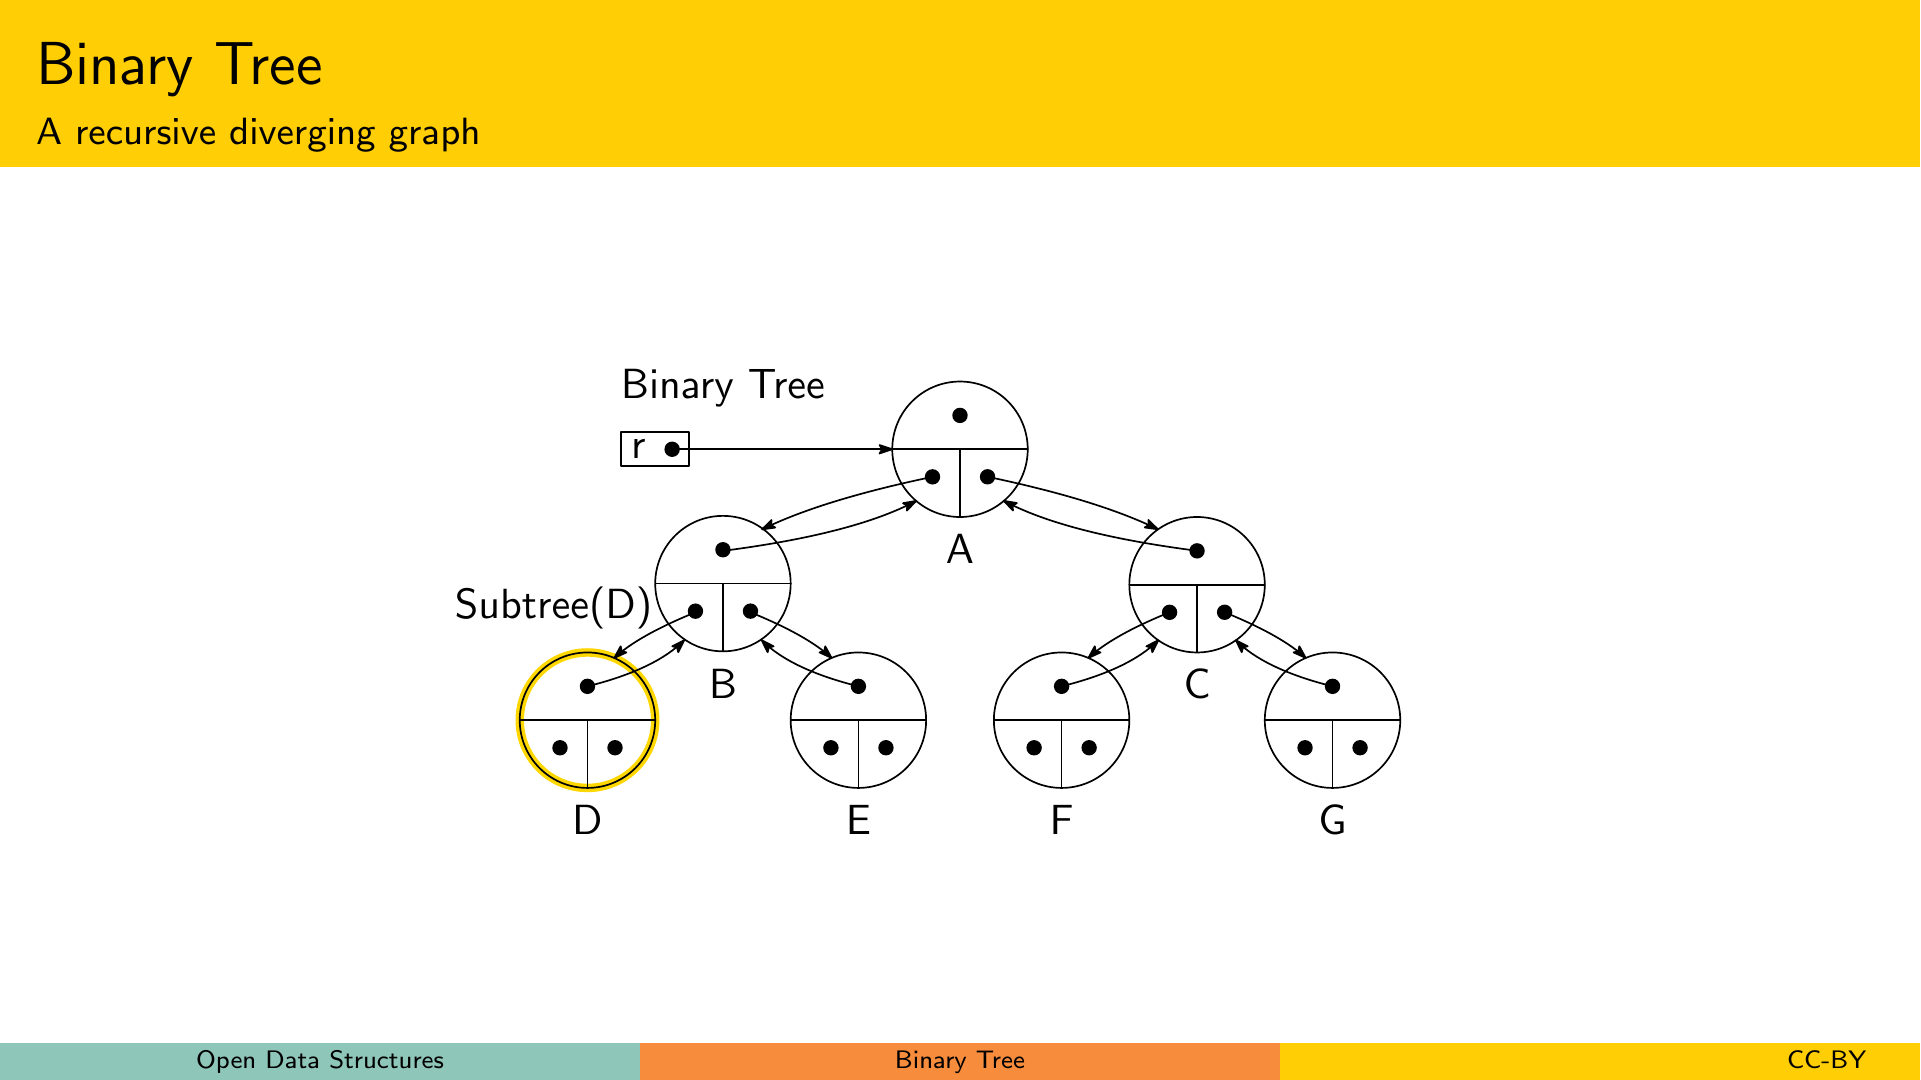 Binary Tree
A recursive diverging graph
Binary Tree
r
A
Subtree(D)
B
C
D
E
F
G
Open Data Structures
Binary Tree
CC-BY